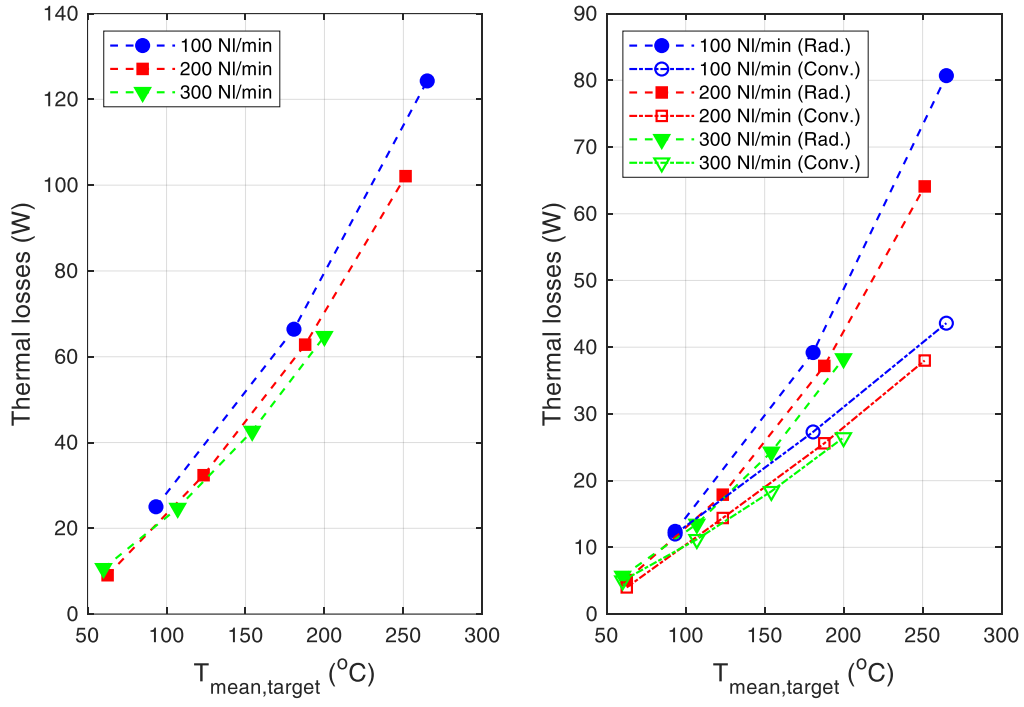 140
120
100
80
60
40
20
0
Thermal losses (W)
100 Nl/min
200 Nl/min
300 Nl/min
50 100 150 200 250 300
T_mean,target (°C)
90
80
70
60
50
40
30
20
10
0
Thermal losses (W)
100 Nl/min (Rad.)
100 Nl/min (Conv.)
200 Nl/min (Rad.)
200 Nl/min (Conv.)
300 Nl/min (Rad.)
300 Nl/min (Conv.)
50 100 150 200 250 300
T_mean,target (°C)